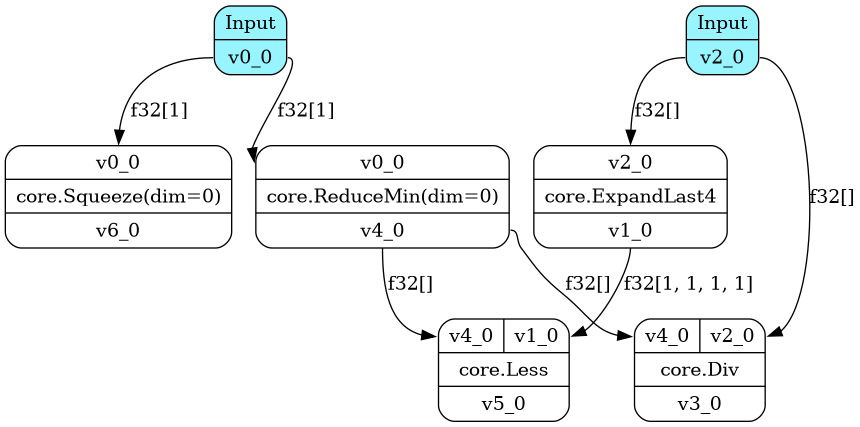 Input
v0_0
Input
v2_0
f32[1]
f32[1]
f32[]
f32[]
v0_0
core.Squeeze(dim=0)
v6_0
v0_0
core.ReduceMin(dim=0)
v4_0
v2_0
core.ExpandLast4
v1_0
f32[]
f32[]
f32[1, 1, 1, 1]
v4_0 v1_0
core.Less
v5_0
v4_0 v2_0
core.Div
v3_0